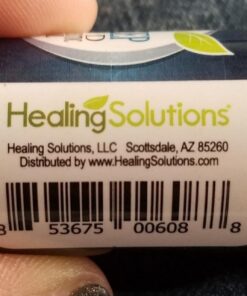 HealingSolutions®
Healing Solutions, LLC Scottsdale, AZ 85260
Distributed by www.HealingSolutions.com
8 53675 00608 8